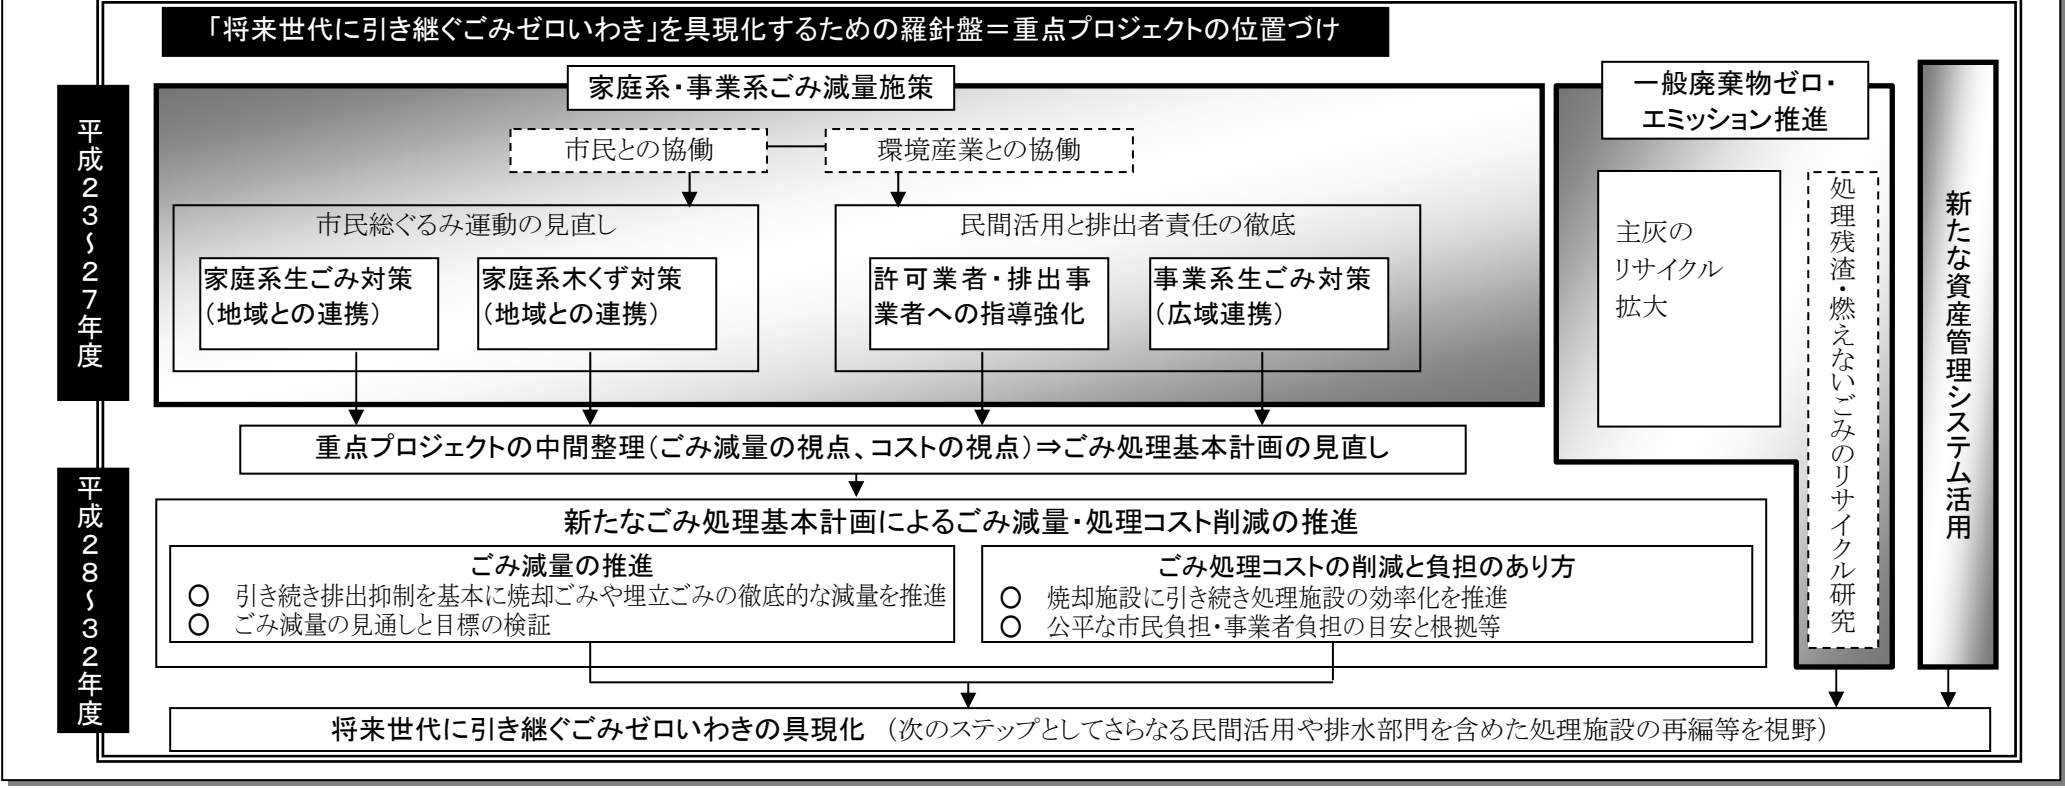 「将来世代に引き継ぐごみゼロいわき」を具現化するための羅針盤＝重点プロジェクトの位置づけ
平成２３～２７年度
家庭系・事業系ごみ減量施策
市民との協働
環境産業との協働
市民総ぐるみ運動の見直し
家庭系生ごみ対策
（地域との連携）
家庭系木くず対策
（地域との連携）
民間活用と排出者責任の徹底
許可業者・排出事
業者への指導強化
事業系生ごみ対策
（広域連携）
一般廃棄物ゼロ・
エミッション推進
主灰の
リサイクル
拡大
処理残渣・燃えないごみのリサイクル研究
新たな資産管理システム活用
重点プロジェクトの中間整理（ごみ減量の視点、コストの視点）⇒ごみ処理基本計画の見直し
平成２８～３２年度
新たなごみ処理基本計画によるごみ減量・処理コスト削減の推進
ごみ減量の推進
○ 引き続き排出抑制を基本に焼却ごみや埋立ごみの徹底的な減量を推進
○ ごみ減量の見通しと目標の検証
ごみ処理コストの削減と負担のあり方
○ 焼却施設に引き続き処理施設の効率化を推進
○ 公平な市民負担・事業者負担の目安と根拠等
将来世代に引き継ぐごみゼロいわきの具現化 （次のステップとしてさらなる民間活用や排水部門を含めた処理施設の再編等を視野）